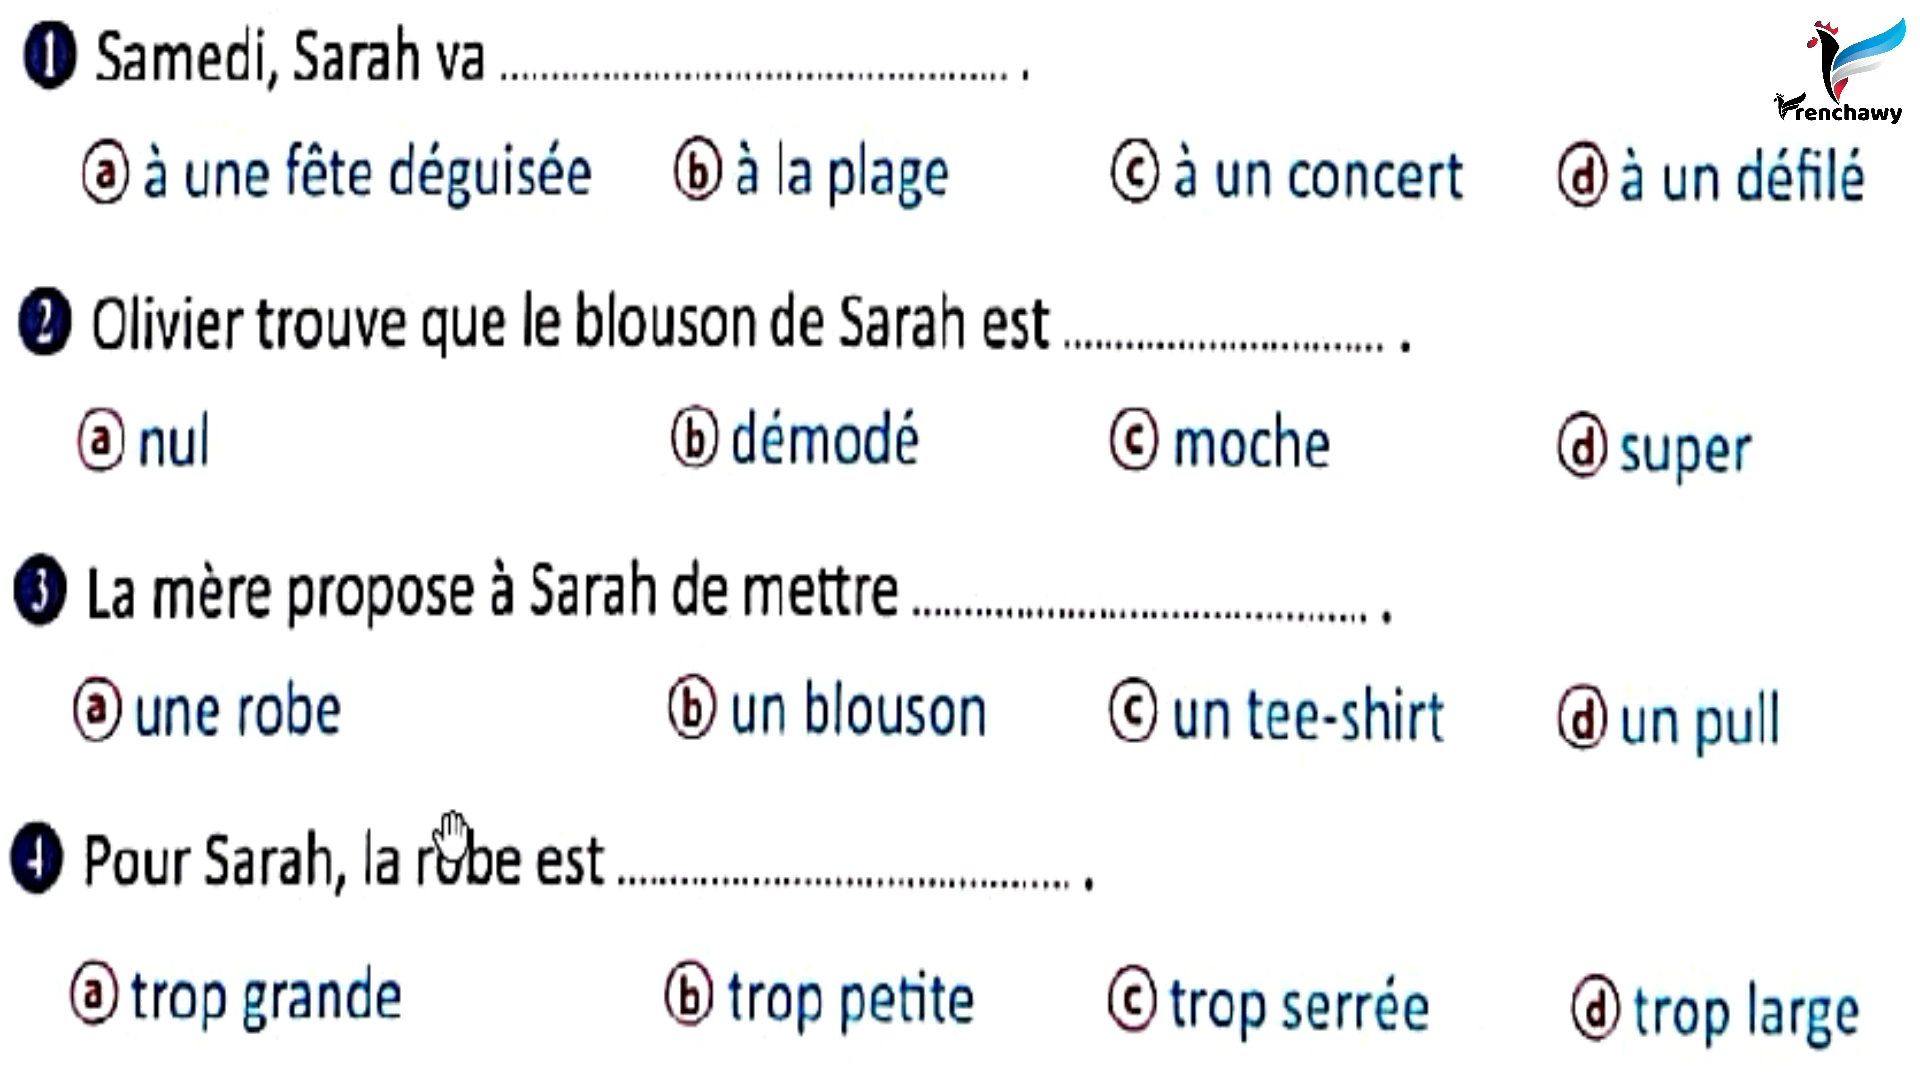 1 Samedi, Sarah va ...................................................... .
Frenchawy
a à une fête déguisée b à la plage c à un concert d à un défilé
2 Olivier trouve que le blouson de Sarah est .................................. .
a nul b démodé c moche d super
3 La mère propose à Sarah de mettre ................................................ .
a une robe b un blouson c un tee-shirt d un pull
4 Pour Sarah, la robe est ................................................ .
a trop grande b trop petite c trop serrée d trop large